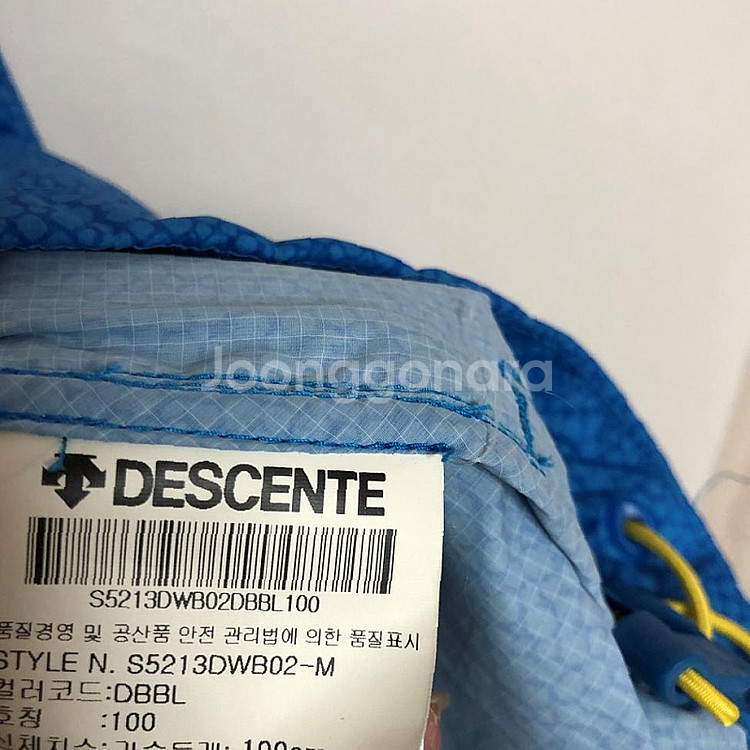 Joonggonara
DESCENTE
S5213DWB02DBBL100
품질경영 및 공산품 안전 관리법에 의한 품질표시
STYLE N. S5213DWB02-M
컬러코드:DBBL
호칭 :100